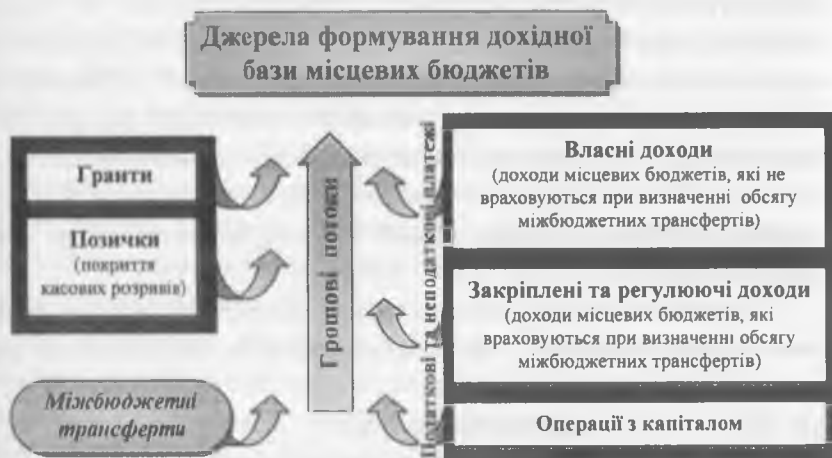 Джерела формування дохідної
бази місцевих бюджетів
Гранти
Позички
(покриття
касових розривів)
Міжбюджетні
трансферти
Грошові потоки
Податкові та неподаткові платежі
Власні доходи
(доходи місцевих бюджетів, які не
враховуються при визначенні обсягу
міжбюджетних трансфертів)
Закріплені та регулюючі доходи
(доходи місцевих бюджетів, які
враховуються при визначенні обсягу
міжбюджетних трансфертів)
Операції з капіталом